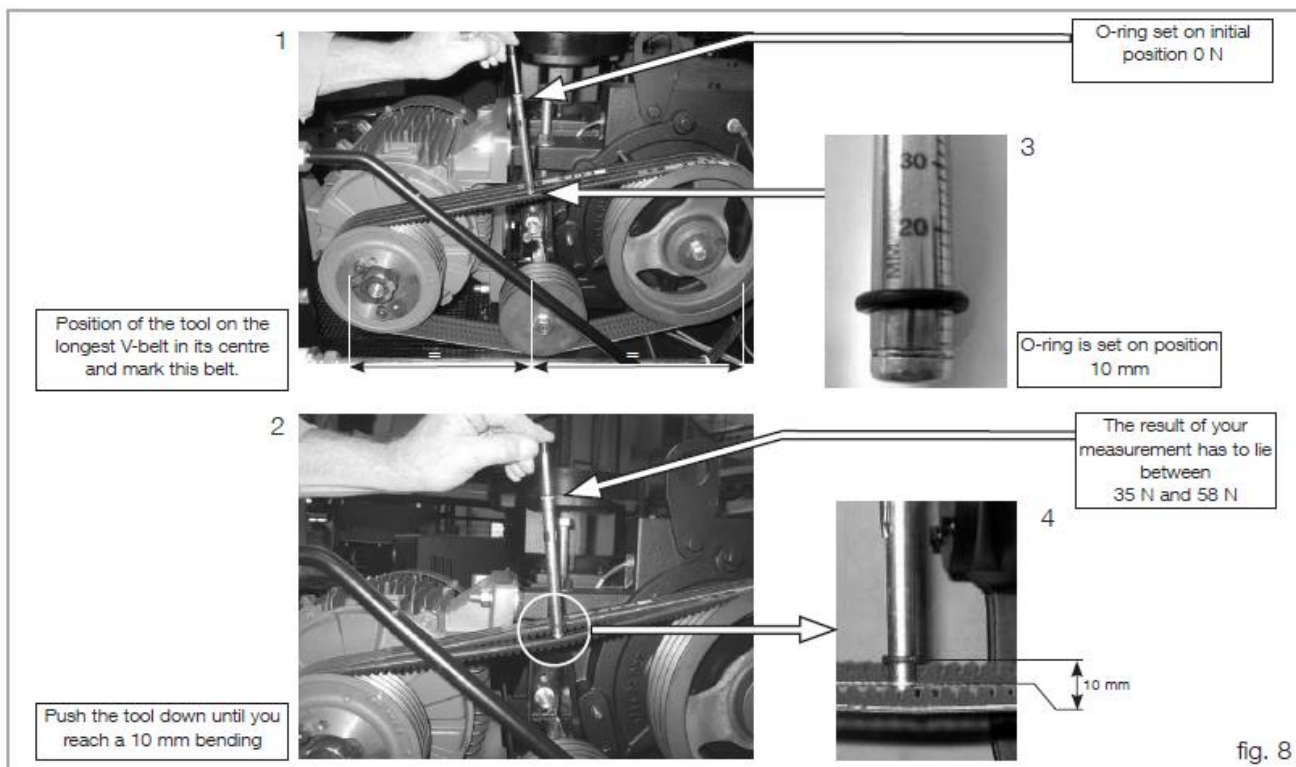 1
O-ring set on initial
position 0 N
3
30
20
MM
Position of the tool on the
longest V-belt in its centre
and mark this belt.
=
=
O-ring is set on position
10 mm
2
The result of your
measurement has to lie
between
35 N and 58 N
4
10 mm
Push the tool down until you
reach a 10 mm bending
fig. 8